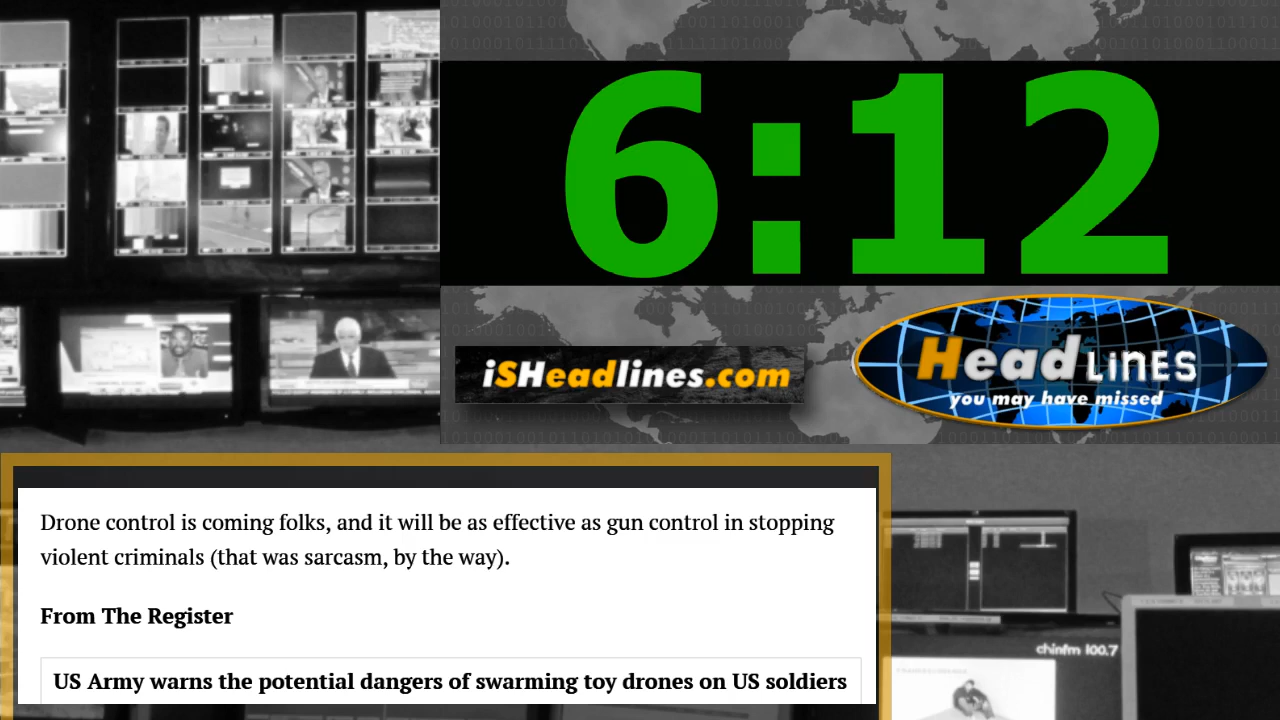 6:12
iSHeadlines.com
HeadLINES
you may have missed
Drone control is coming folks, and it will be as effective as gun control in stopping
violent criminals (that was sarcasm, by the way).
From The Register
US Army warns the potential dangers of swarming toy drones on US soldiers
chinfm 100.7